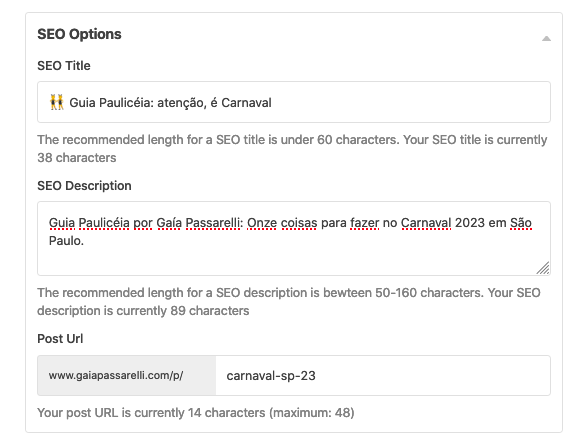 SEO Options
SEO Title
👯 Guia Paulicéia: atenção, é Carnaval
The recommended length for a SEO title is under 60 characters. Your SEO title is currently
38 characters
SEO Description
Guia Paulicéia por Gaía Passarelli: Onze coisas para fazer no Carnaval 2023 em São
Paulo.
The recommended length for a SEO description is bewteen 50-160 characters. Your SEO
description is currently 89 characters
Post Url
www.gaiapassarelli.com/p/ carnaval-sp-23
Your post URL is currently 14 characters (maximum: 48)